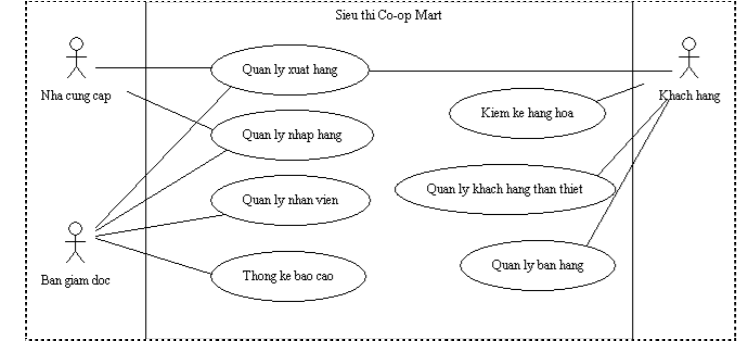 Sieu thi Co-op Mart
Quan ly xuat hang
Nha cung cap
Khach hang
Kiem ke hang hoa
Quan ly nhap hang
Quan ly khach hang than thiet
Quan ly nhan vien
Quan ly ban hang
Ban giam doc
Thong ke bao cao